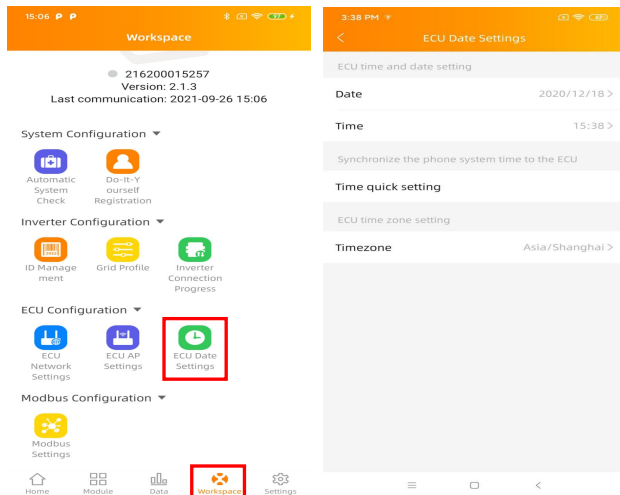 15:06 P P
97
Workspace
216200015257
Version: 2.1.3
Last communication: 2021-09-26 15:06
System Configuration
Automatic
System
Check
Do-It-Y
ourself
Registration
Inverter Configuration
ID Manage
ment
Grid Profile
Inverter
Connection
Progress
ECU Configuration
ECU
Network
Settings
ECU AP
Settings
ECU Date
Settings
Modbus Configuration
Modbus
Settings
Home
Module
Data
Workspace
Settings
3:38 PM
ECU Date Settings
ECU time and date setting
Date 2020/12/18
Time 15:38
Synchronize the phone system time to the ECU
Time quick setting
ECU time zone setting
Timezone Asia/Shanghai